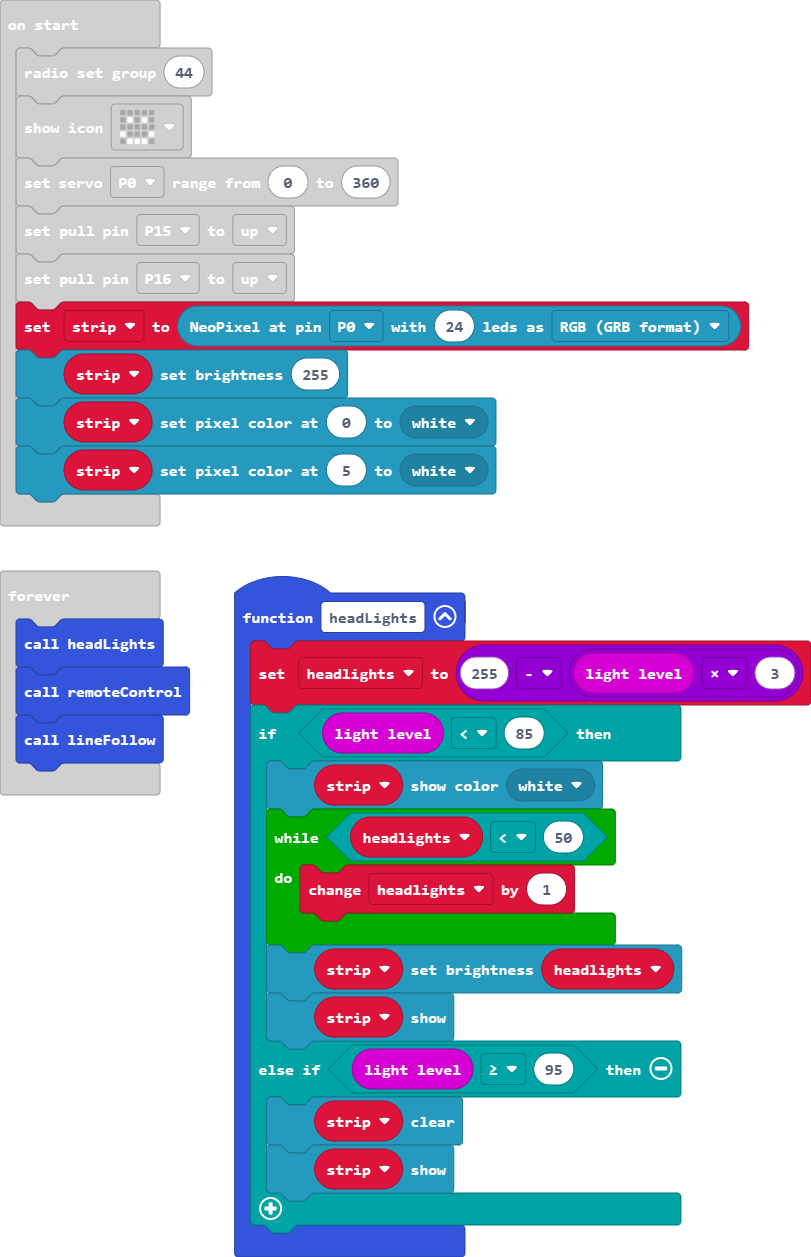 on start
radio set group 44
show icon
set servo P0 range from 0 to 360
set pull pin P15 to up
set pull pin P16 to up
set strip to NeoPixel at pin P0 with 24 leds as RGB (GRB format)
strip set brightness 255
strip set pixel color at 0 to white
strip set pixel color at 5 to white
forever
call headLights
call remoteControl
call lineFollow
function headLights
set headlights to 255 - light level × 3
if light level < 85 then
strip show color white
while headlights < 50
do change headlights by 1
strip set brightness headlights
strip show
else if light level ≥ 95 then
strip clear
strip show